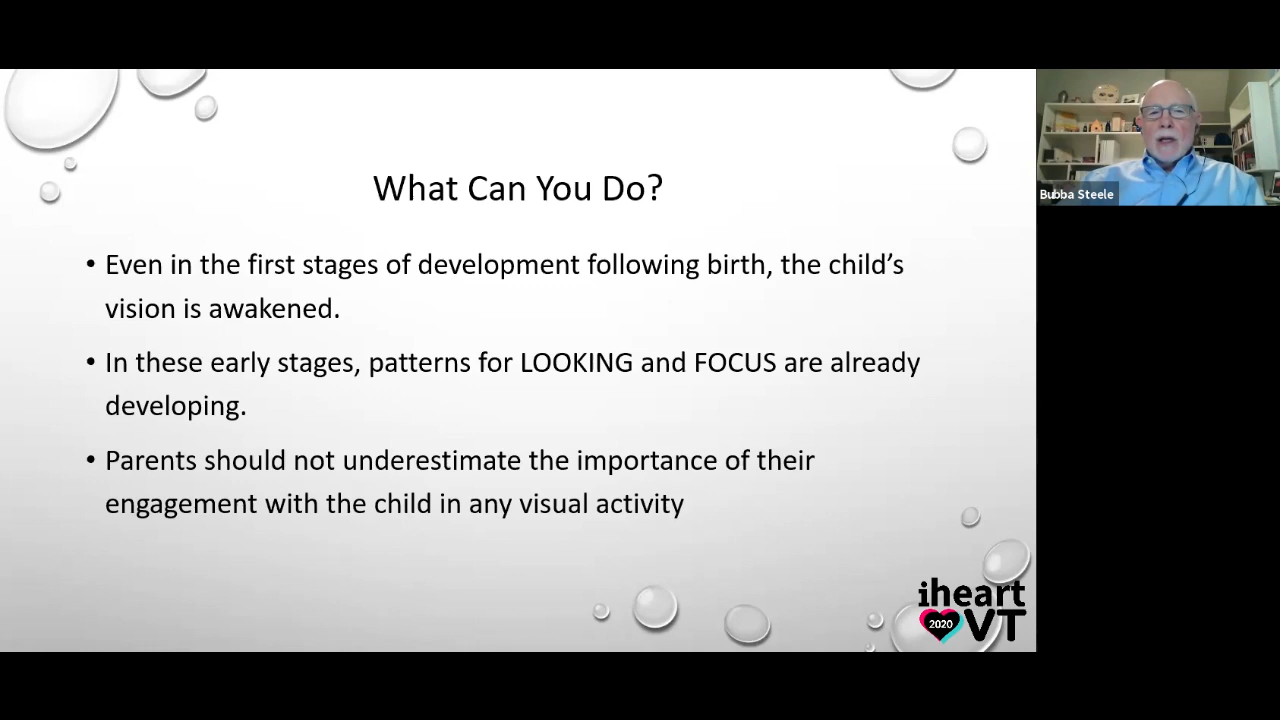 What Can You Do?
• Even in the first stages of development following birth, the child’s
vision is awakened.
• In these early stages, patterns for LOOKING and FOCUS are already
developing.
• Parents should not underestimate the importance of their
engagement with the child in any visual activity
Bubba Steele
iheart
2020 VT